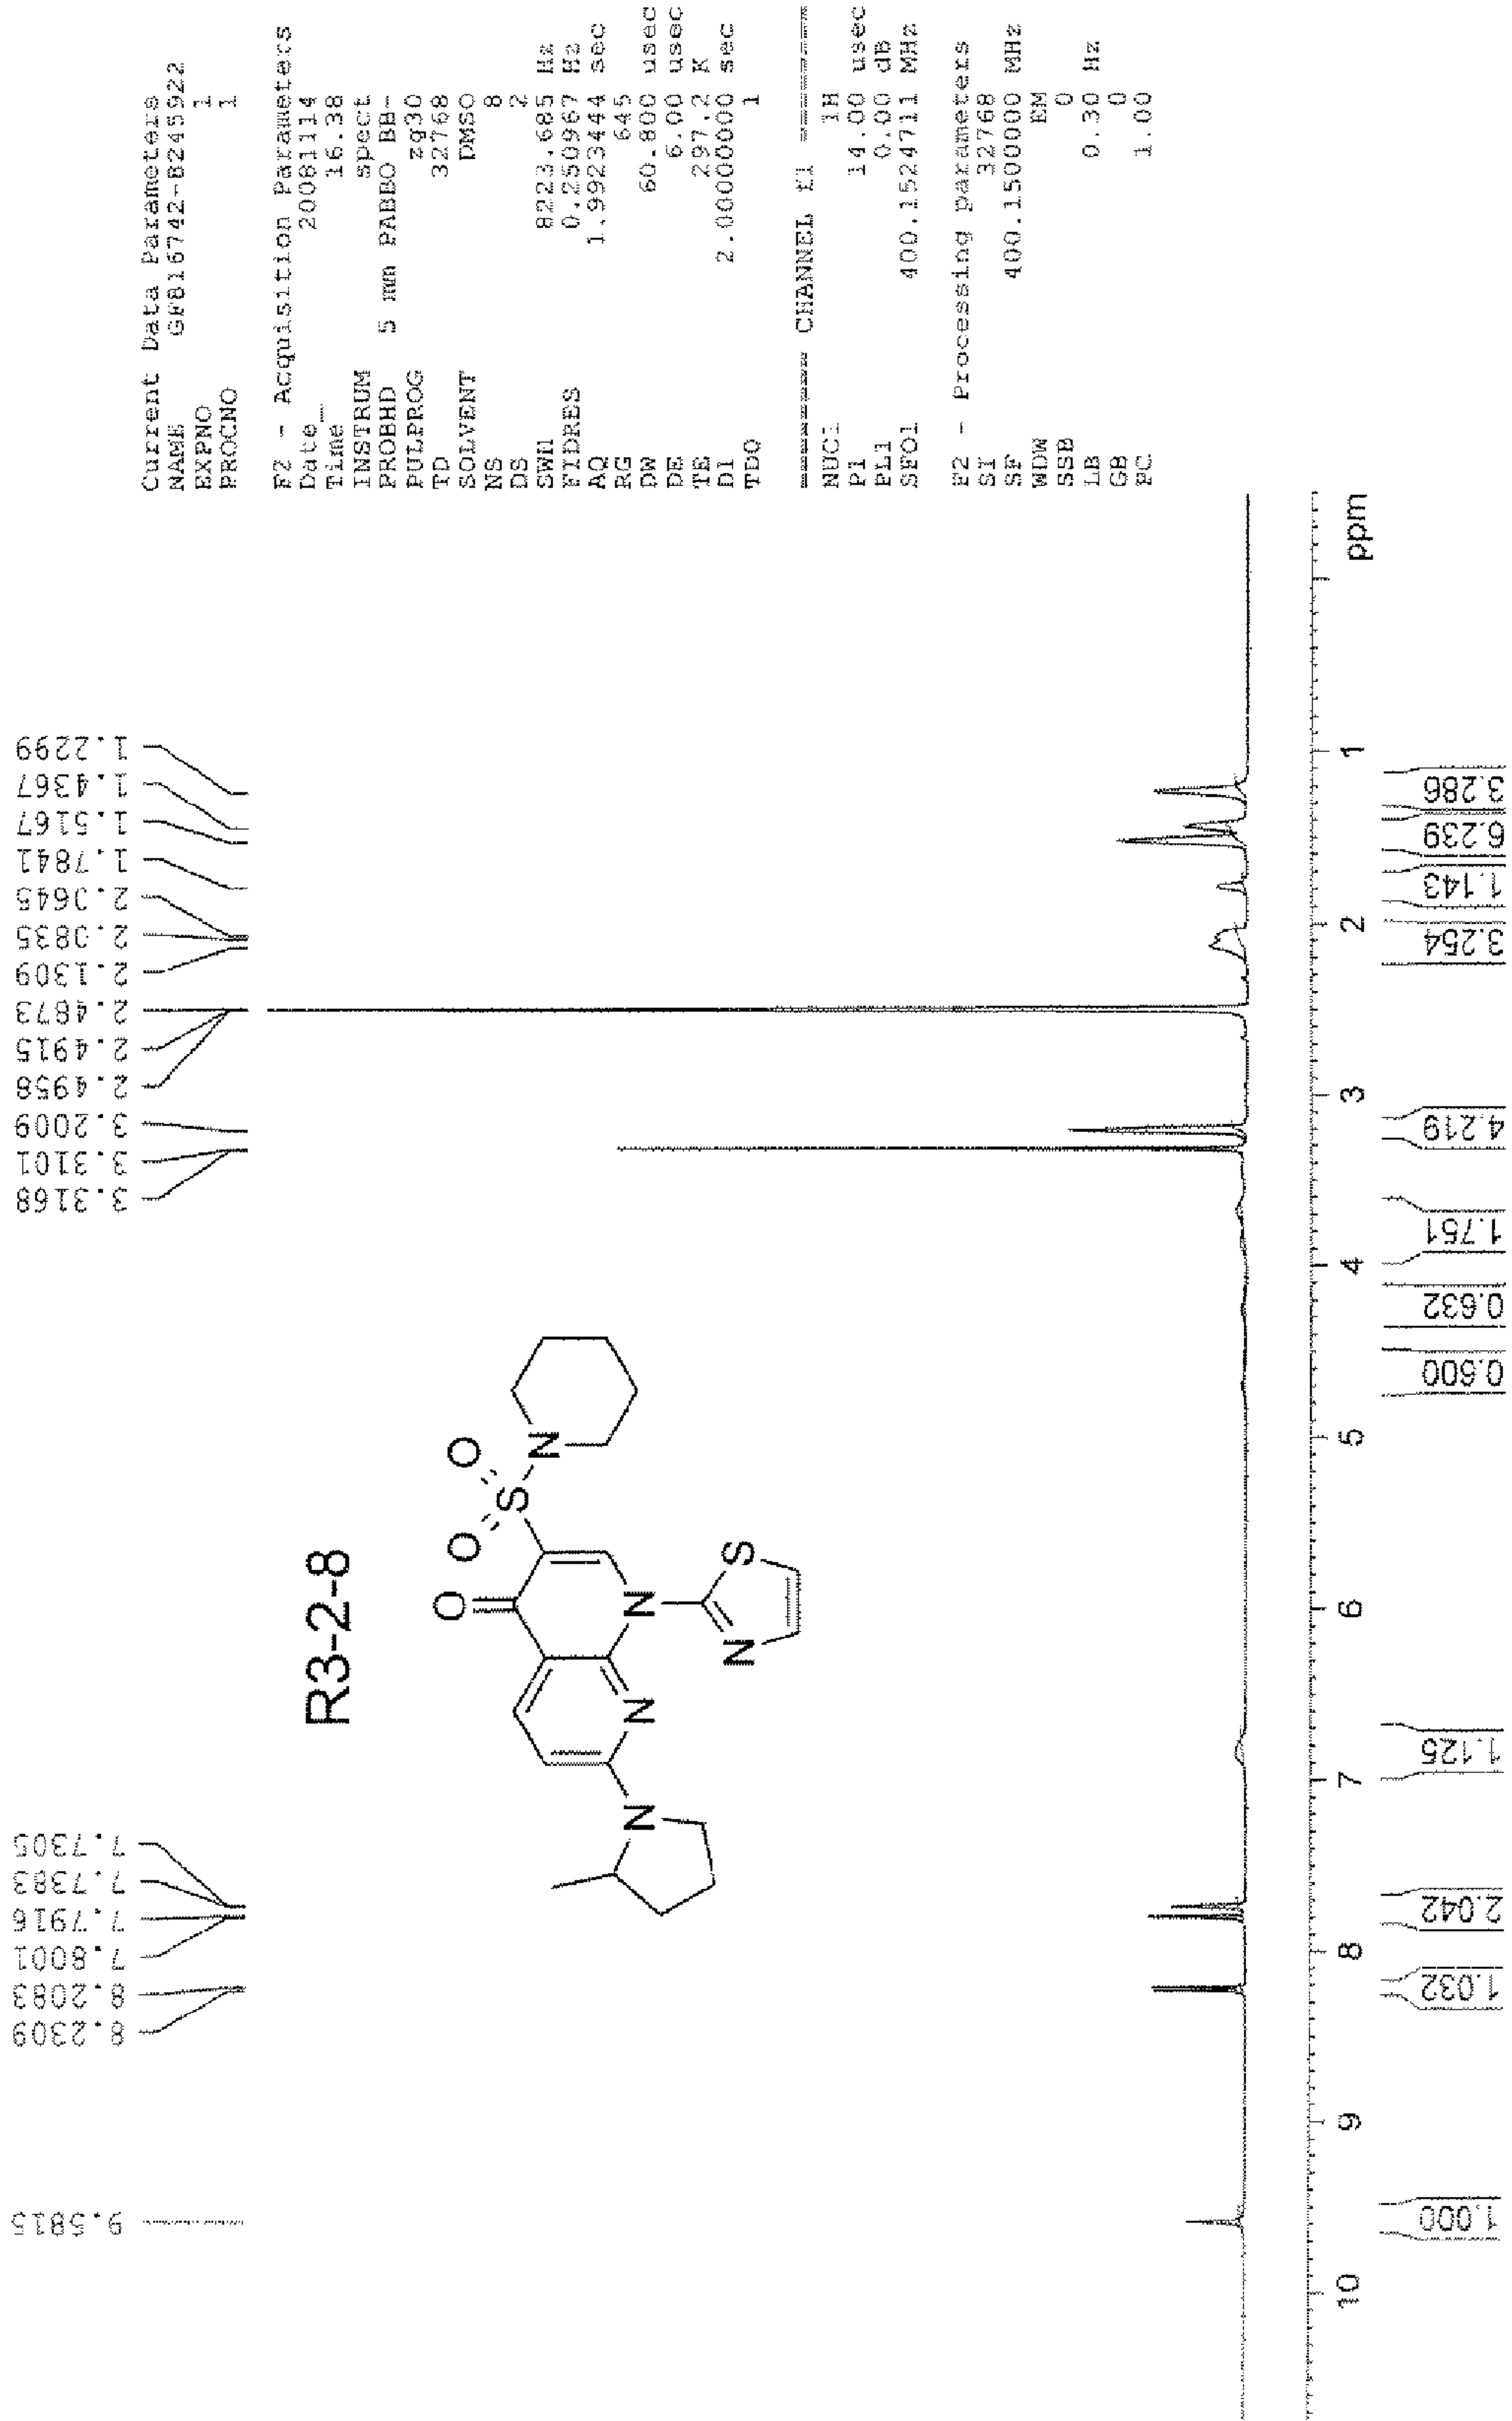 Current Data Parameters
NAME GF816742-B245922
EXPNO 1
PROCNO 1
F2 - Acquisition Parameters
Date_ 20081114
Time 16.38
INSTRUM spect
PROBHD 5 mm PABBO BB-
PULPROG zg30
TD 32768
SOLVENT DMSO
NS 8
DS 2
SWH 8223.685 Hz
FIDRES 0.250967 Hz
AQ 1.9923444 sec
RG 645
DW 60.800 usec
DE 6.00 usec
TE 297.2 K
D1 2.00000000 sec
TD0 1
======== CHANNEL f1 ========
NUC1 1H
P1 14.00 usec
PL1 0.00 dB
SFO1 400.1524711 MHz
F2 - Processing parameters
SI 32768
SF 400.1500000 MHz
WDW EM
SSB 0
LB 0.30 Hz
GB 0
PC 1.00
9.5815
8.2309
8.2083
7.8001
7.7916
7.7383
7.7305
3.3168
3.3101
3.2009
2.4958
2.4915
2.4873
2.1309
2.0835
2.0645
1.7841
1.5167
1.4367
1.2299
R3-2-8
O
O
O
S
N
N
N
N
N
S
10 9 8 7 6 5 4 3 2 1 ppm
1.000
1.032
2.042
1.125
0.600
0.632
1.751
4.219
3.254
1.143
6.239
3.286